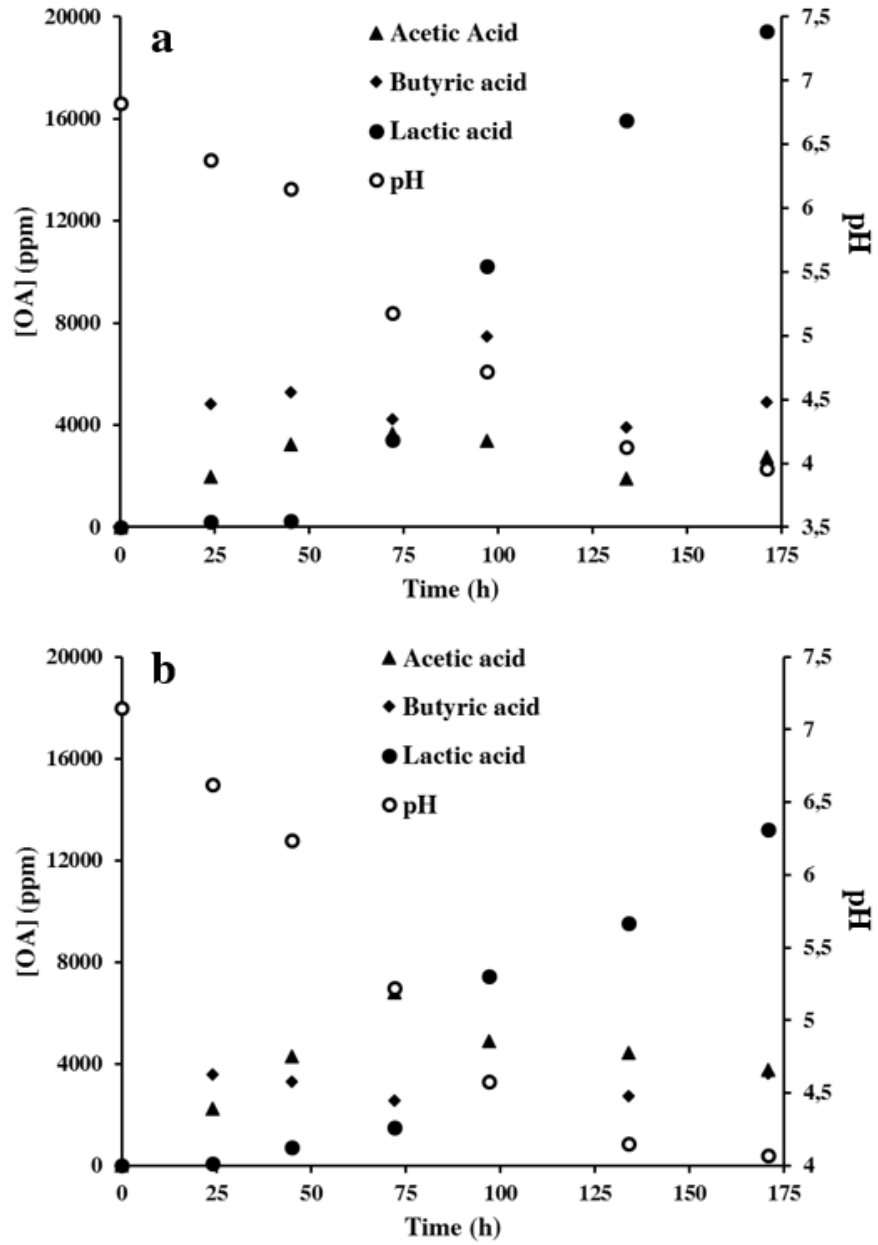 a
Acetic Acid
Butyric acid
Lactic acid
pH
20000
16000
12000
8000
4000
0
[OA] (ppm)
7,5
7
6,5
6
5,5
5
4,5
4
3,5
pH
0 25 50 75 100 125 150 175
Time (h)
b
Acetic acid
Butyric acid
Lactic acid
pH
20000
16000
12000
8000
4000
0
[OA] (ppm)
7,5
7
6,5
6
5,5
5
4,5
4
pH
0 25 50 75 100 125 150 175
Time (h)